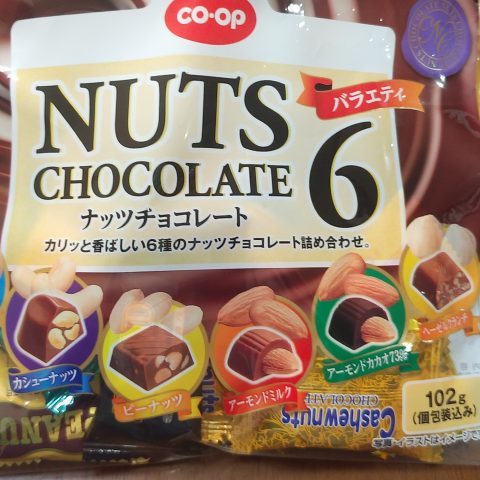 CO·OP
NUTS
CHOCOLATE
バラエティ
6
ナッツチョコレート
カリッと香ばしい6種のナッツチョコレート詰め合わせ。
カシューナッツ
ピーナッツ
アーモンドミルク
アーモンドカカオ73%
ヘーゼルクランチ
PEANU
Cashewnuts
CHOCOLATE
102g
(個包装込み)
写真・イラストはイメージで